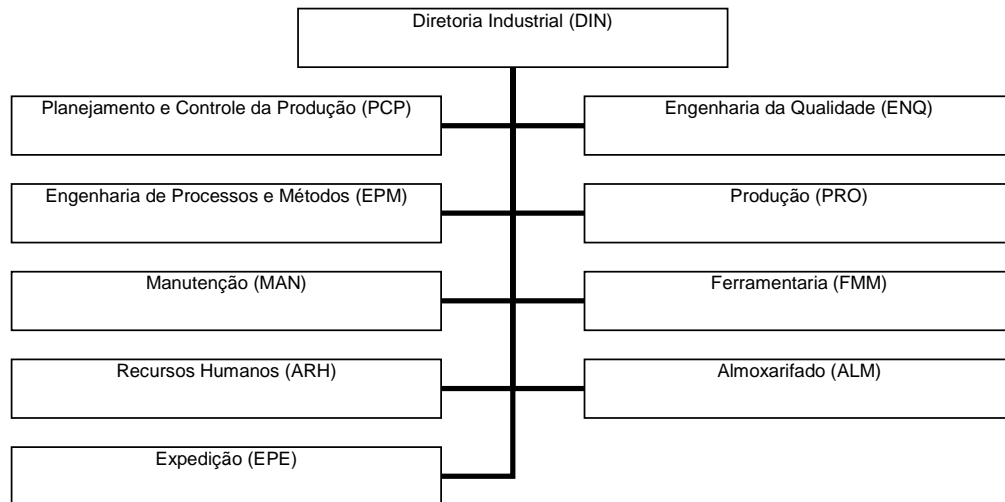 Diretoria Industrial (DIN)
Planejamento e Controle da Produção (PCP)
Engenharia da Qualidade (ENQ)
Engenharia de Processos e Métodos (EPM)
Produção (PRO)
Manutenção (MAN)
Ferramentaria (FMM)
Recursos Humanos (ARH)
Almoxarifado (ALM)
Expedição (EPE)